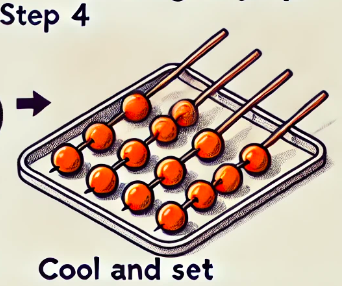 Step 4
Cool and set